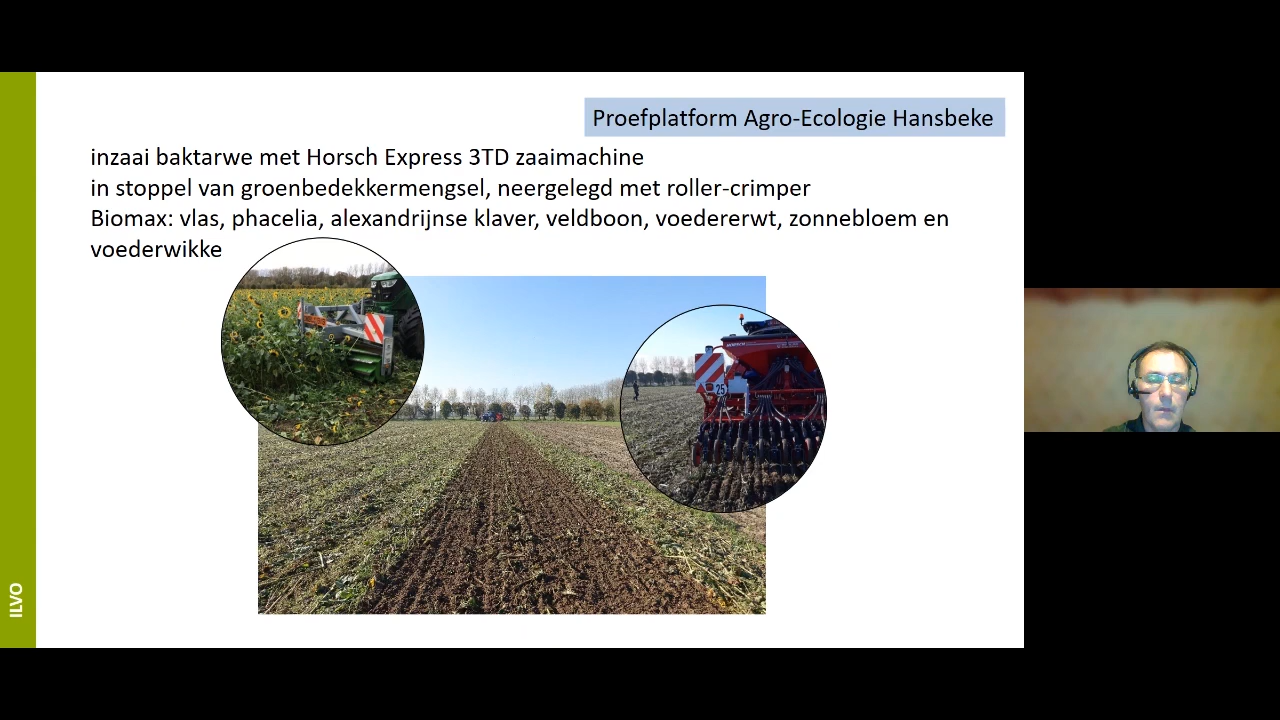 Proefplatform Agro-Ecologie Hansbeke
inzaai baktarwe met Horsch Express 3TD zaaimachine
in stoppel van groenbedekkermengsel, neergelegd met roller-crimper
Biomax: vlas, phacelia, alexandrijnse klaver, veldboon, voedererwt, zonnebloem en
voederwikke
25
ILVO